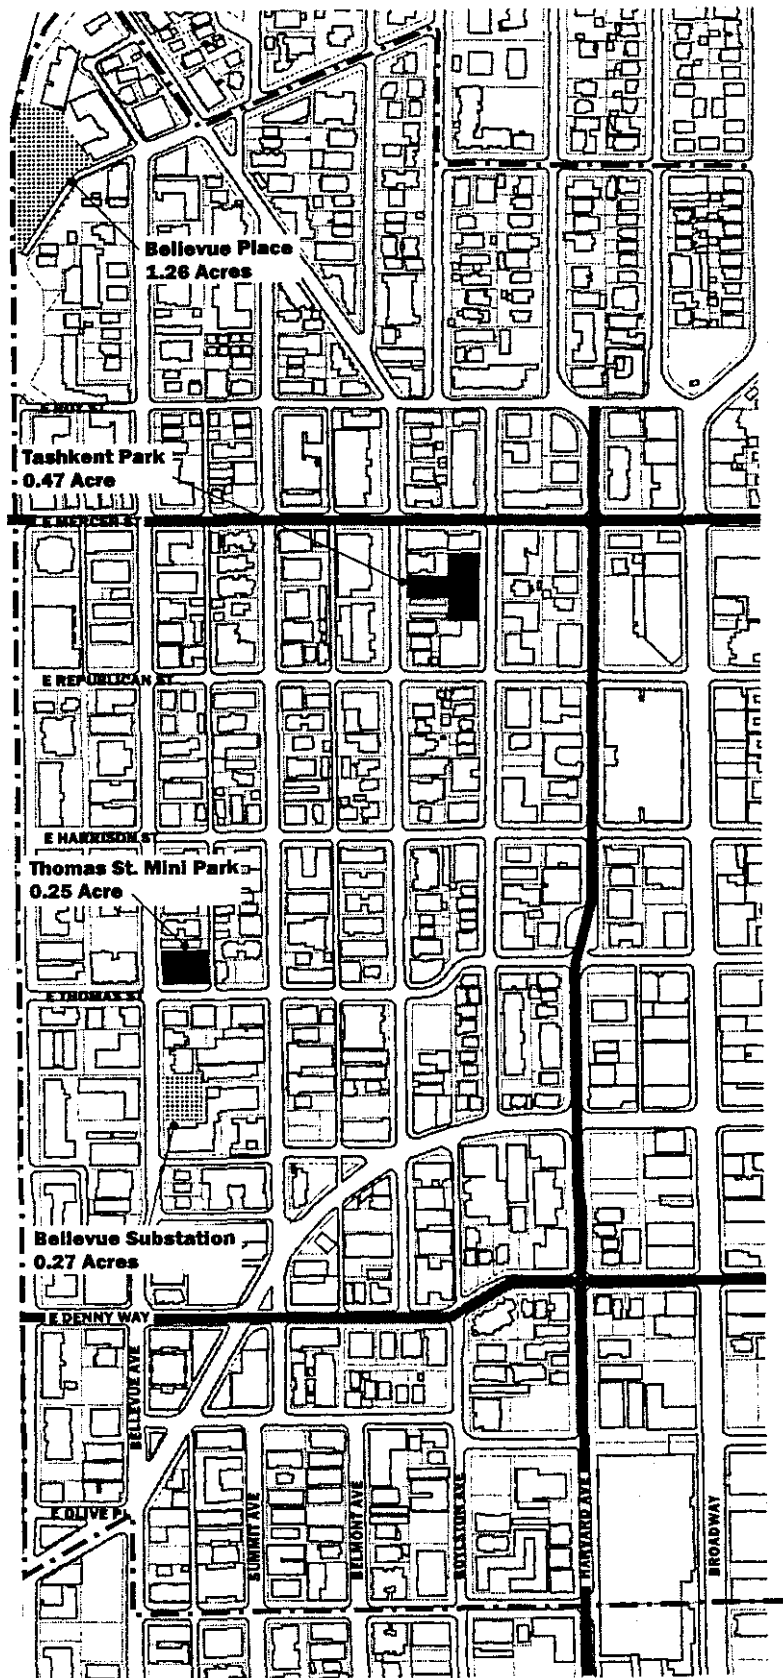 Bellevue Place
1.26 Acres
E ROY ST
Tashkent Park
0.47 Acre
E MERCER ST
E REPUBLICAN ST
E HARRISON ST
Thomas St. Mini Park
0.25 Acre
E THOMAS ST
Bellevue Substation
0.27 Acres
E DENNY WAY
BELLEVUE AVE
E OLIVE PL
SUMMIT AVE
BELMONT AVE
BOYLSTON AVE
HARVARD AVE
BROADWAY